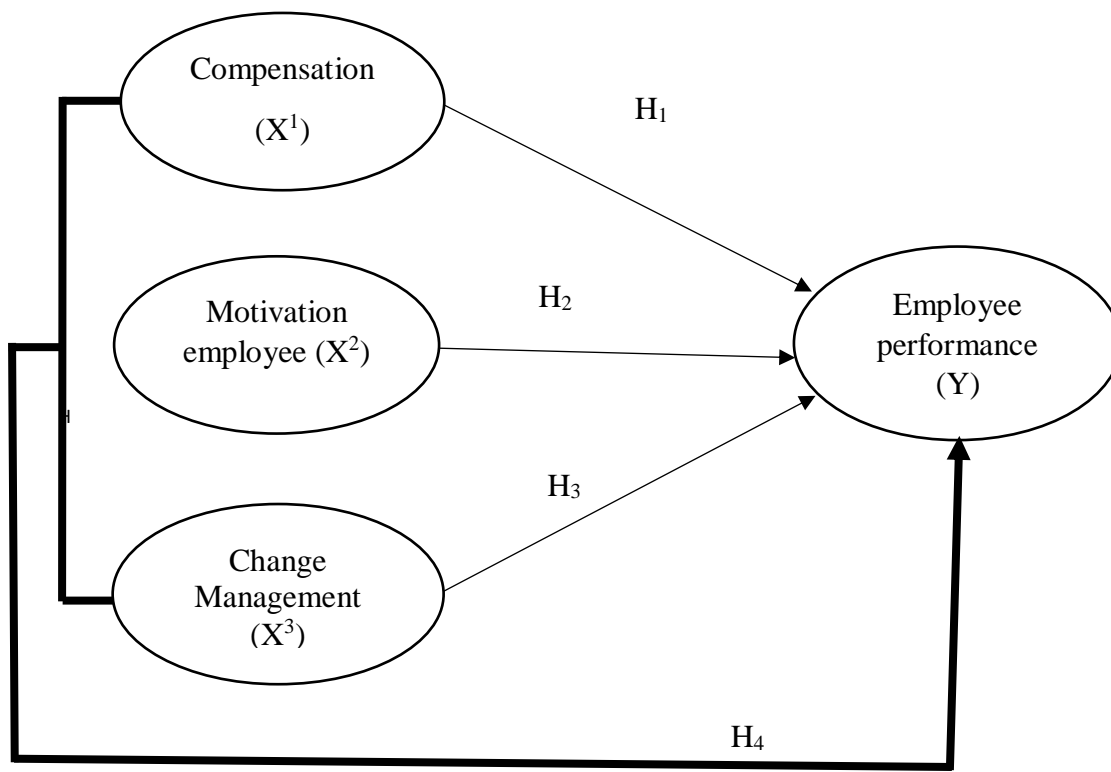 Compensation
(X¹)
H₁
Motivation
employee (X²)
H₂
Employee
performance
(Y)
H
H₃
Change
Management
(X³)
H₄